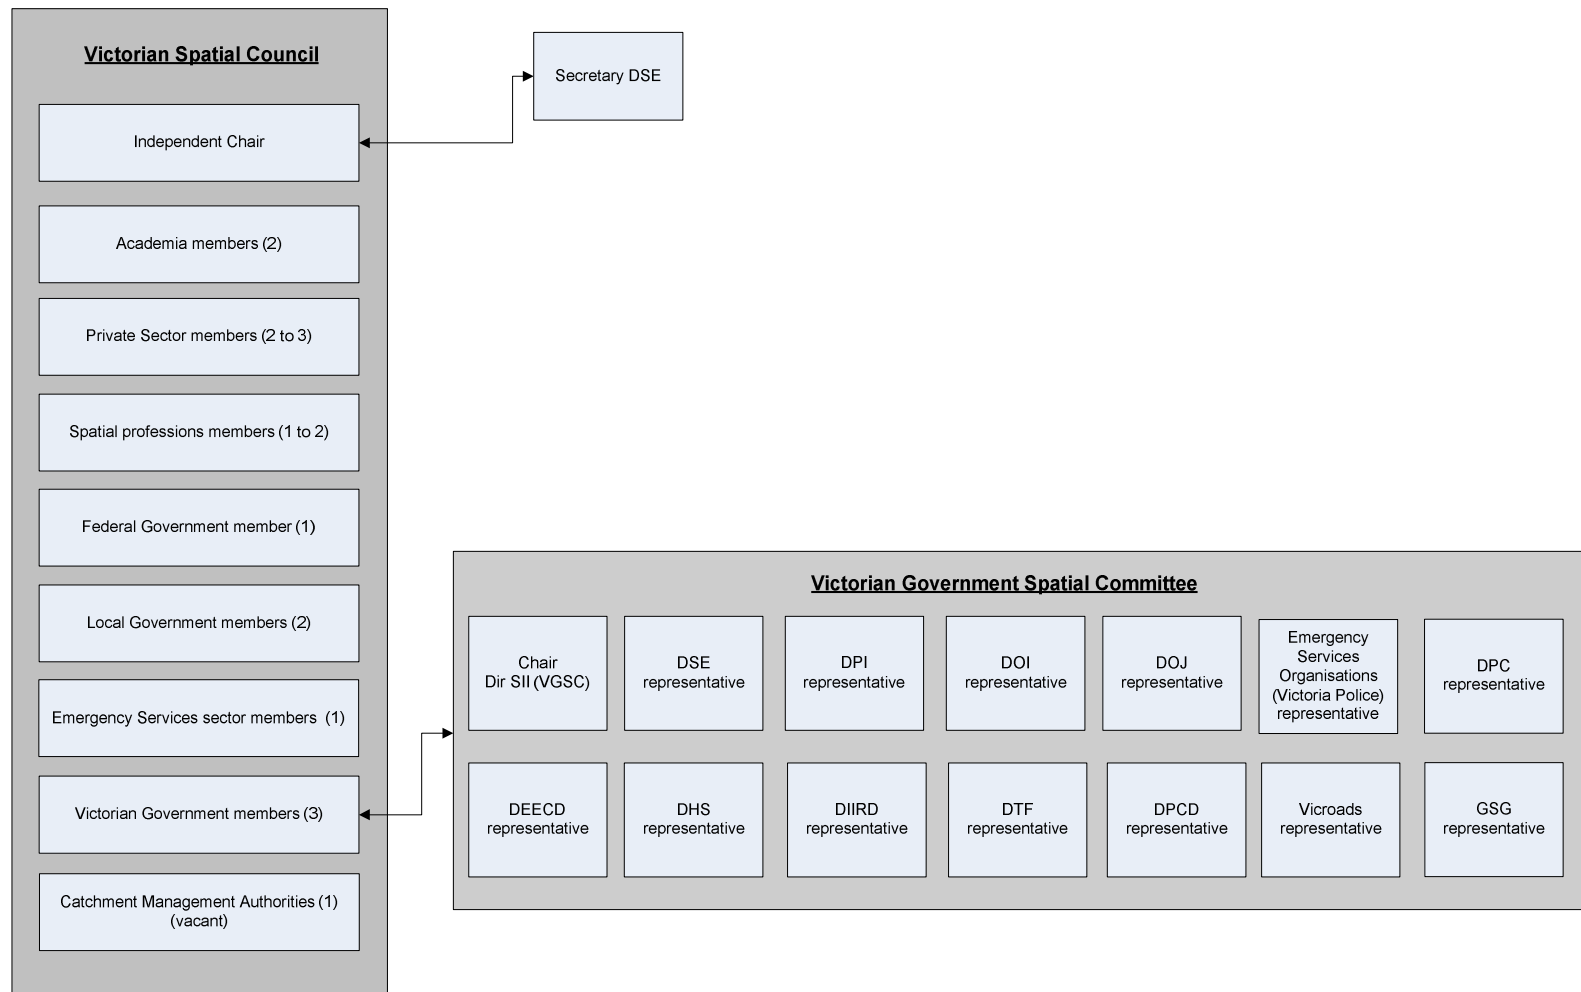 Victorian Spatial Council
Independent Chair
Academia members (2)
Private Sector members (2 to 3)
Spatial professions members (1 to 2)
Federal Government member (1)
Local Government members (2)
Emergency Services sector members (1)
Victorian Government members (3)
Catchment Management Authorities (1)
(vacant)
Secretary DSE
Victorian Government Spatial Committee
Chair
Dir SII (VGSC)
DSE
representative
DPI
representative
DOI
representative
DOJ
representative
Emergency
Services
Organisations
(Victoria Police)
representative
DPC
representative
DEECD
representative
DHS
representative
DIIRD
representative
DTF
representative
DPCD
representative
Vicroads
representative
GSG
representative